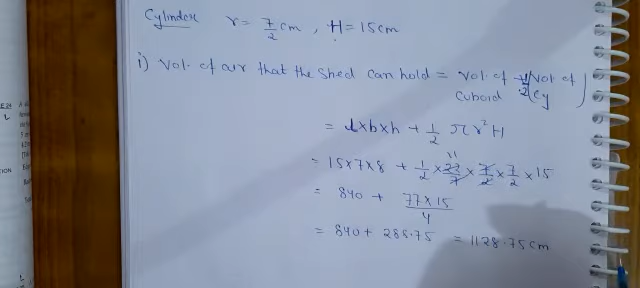 Cylinder r = 7/2 cm , H = 15cm
i) Vol. of air that the Shed can hold = Vol. of cuboid + 1/2 (Vol of Cy)
= l×b×h + 1/2 πr²H
= 15×7×8 + 1/2 × 22/7 × 7/2 × 7/2 × 15
11
= 840 + 77×15/4
= 840 + 288.75 = 1128.75cm